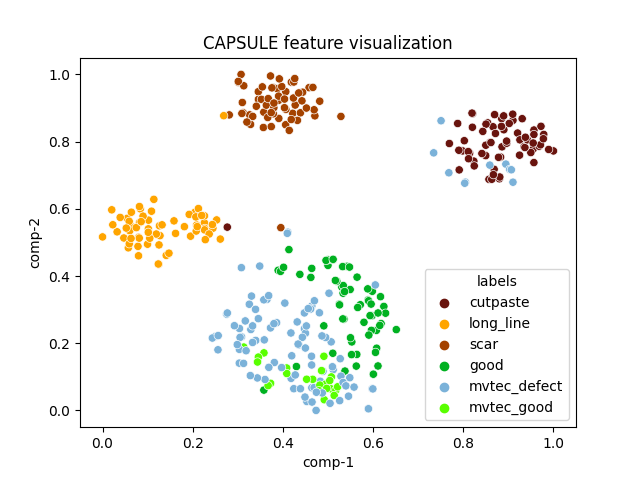 CAPSULE feature visualization
comp-2
1.0
0.8
0.6
0.4
0.2
0.0
0.0 0.2 0.4 0.6 0.8 1.0
comp-1
labels
cutpaste
long_line
scar
good
mvtec_defect
mvtec_good